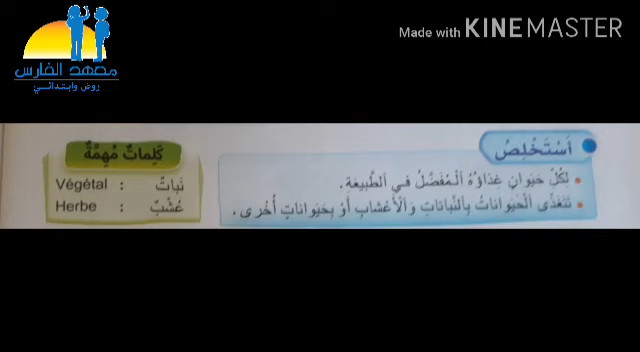 Made with KINEMASTER
معهد الفارس
روض وابتدائي
أَسْتَخْلِصُ
• لِكُلِّ حَيَوانٍ غِذاؤُهُ الْمُفَضَّلُ في الطَّبيعَةِ.
• تَتَغَذّى الْحَيَواناتُ بِالنَّباتاتِ وَالْأَعْشابِ أَوْ بِحَيَواناتٍ أُخْرى.
كَلِماتٌ مُهِمَّةٌ
نَباتٌ : Végétal
عُشْبٌ : Herbe